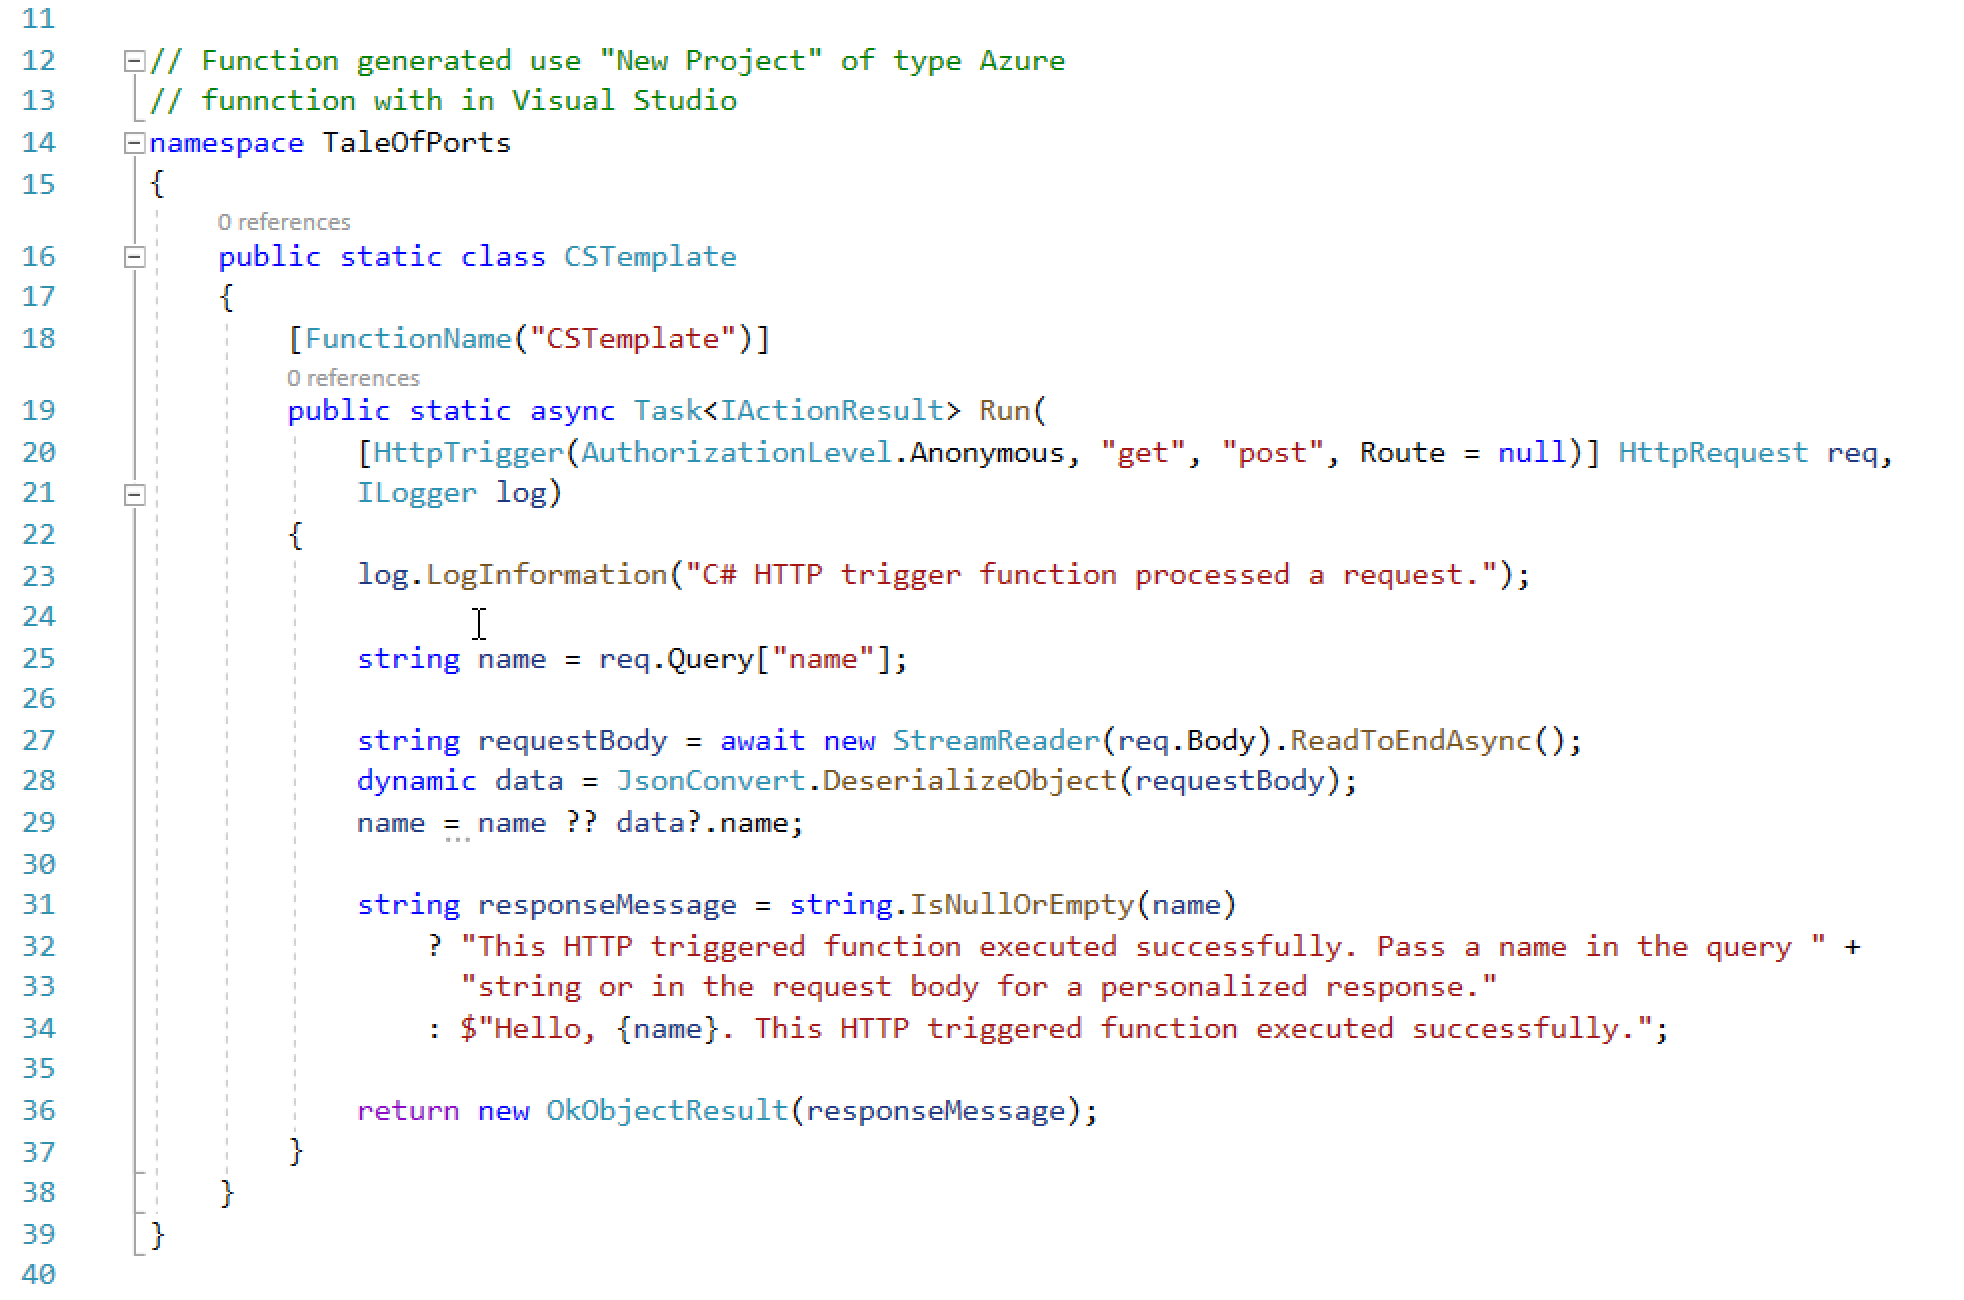 11
12 // Function generated use "New Project" of type Azure
13 // funnction with in Visual Studio
14 namespace TaleOfPorts
15 {
0 references
16 public static class CSTemplate
17 {
18 [FunctionName("CSTemplate")]
0 references
19 public static async Task<IActionResult> Run(
20 [HttpTrigger(AuthorizationLevel.Anonymous, "get", "post", Route = null)] HttpRequest req,
21 ILogger log)
22 {
23 log.LogInformation("C# HTTP trigger function processed a request.");
24
25 string name = req.Query["name"];
26
27 string requestBody = await new StreamReader(req.Body).ReadToEndAsync();
28 dynamic data = JsonConvert.DeserializeObject(requestBody);
29 name = name ?? data?.name;
30
31 string responseMessage = string.IsNullOrEmpty(name)
32 ? "This HTTP triggered function executed successfully. Pass a name in the query " +
33 "string or in the request body for a personalized response."
34 : $"Hello, {name}. This HTTP triggered function executed successfully.";
35
36 return new OkObjectResult(responseMessage);
37 }
38 }
39 }
40